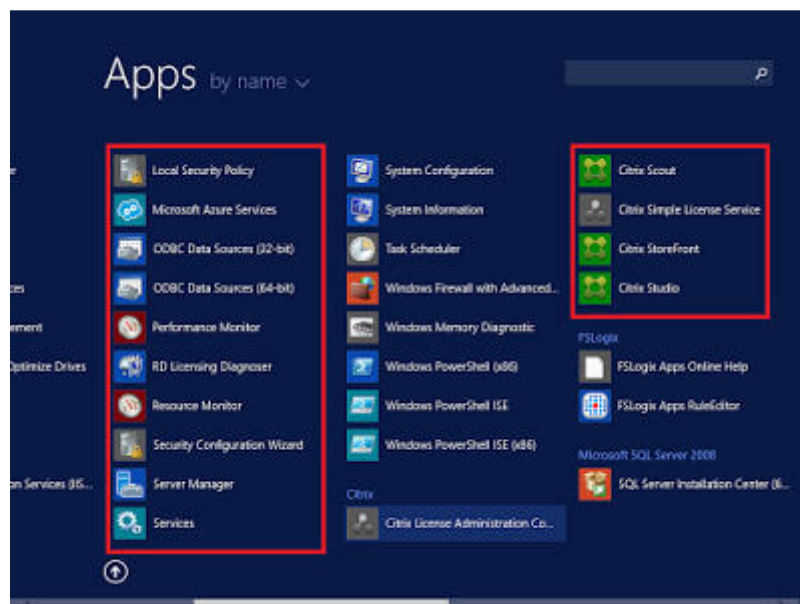 Apps by name
Local Security Policy
Microsoft Azure Services
ODBC Data Sources (32-bit)
ODBC Data Sources (64-bit)
Performance Monitor
RD Licensing Diagnoser
Resource Monitor
Security Configuration Wizard
Server Manager
Services
System Configuration
System Information
Task Scheduler
Windows Firewall with Advanced...
Windows Memory Diagnostic
Windows PowerShell (x86)
Windows PowerShell ISE
Windows PowerShell ISE (x86)
Citrix
Citrix License Administration Co...
Citrix Scout
Citrix Simple License Service
Citrix StoreFront
Citrix Studio
FSLogix
FSLogix Apps Online Help
FSLogix Apps RuleEditor
Microsoft SQL Server 2008
SQL Server Installation Center (6...
Optimize Drives